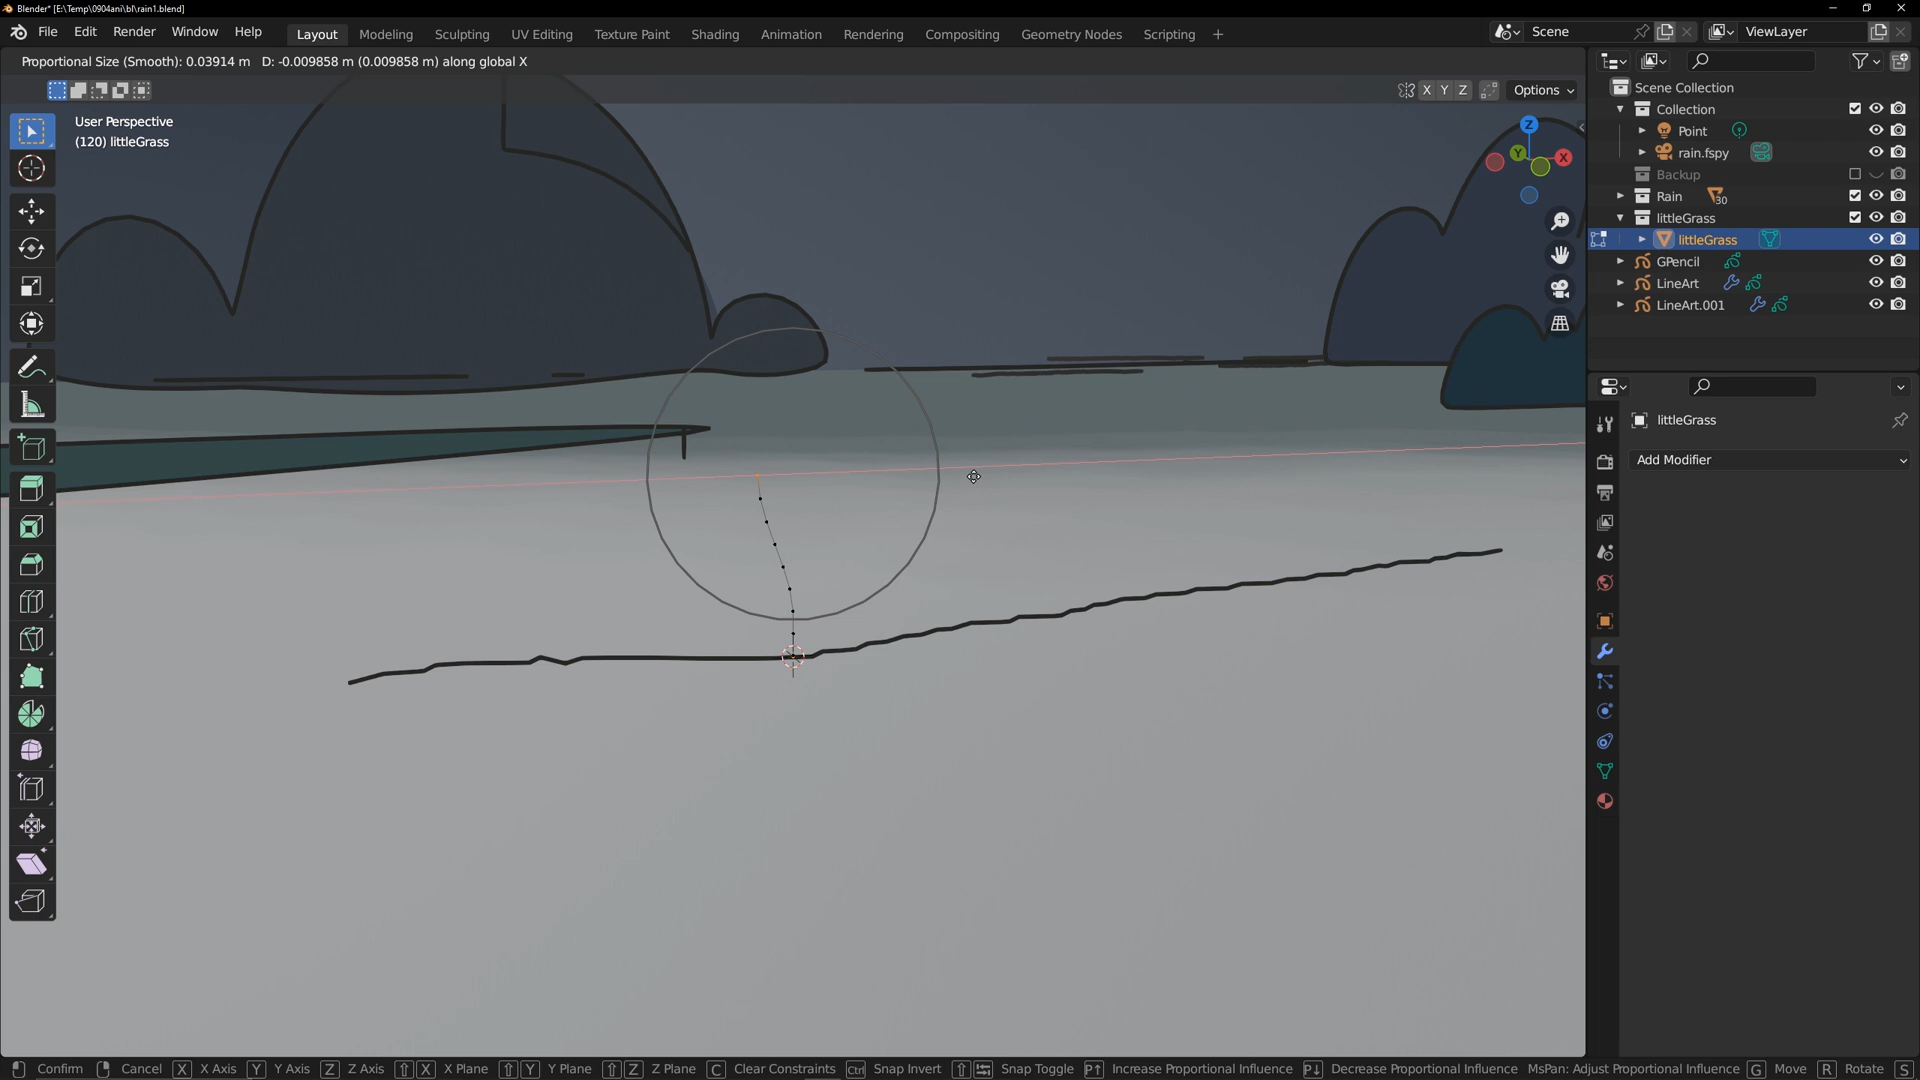 Blender* [E:\Temp\0904ani\bl\rain1.blend]
File Edit Render Window Help Layout Modeling Sculpting UV Editing Texture Paint Shading Animation Rendering Compositing Geometry Nodes Scripting + Scene ViewLayer
Proportional Size (Smooth): 0.03914 m D: -0.009858 m (0.009858 m) along global X
X Y Z Options
User Perspective
(120) littleGrass
Z
Y X
Scene Collection
Collection
Point
rain.fspy
Backup
Rain 30
littleGrass
littleGrass
GPencil
LineArt
LineArt.001
littleGrass
Add Modifier
Confirm Cancel X X Axis Y Y Axis Z Z Axis X X Plane Y Y Plane Z Z Plane C Clear Constraints Ctrl Snap Invert Snap Toggle P↑ Increase Proportional Influence P↓ Decrease Proportional Influence MsPan: Adjust Proportional Influence G Move R Rotate S